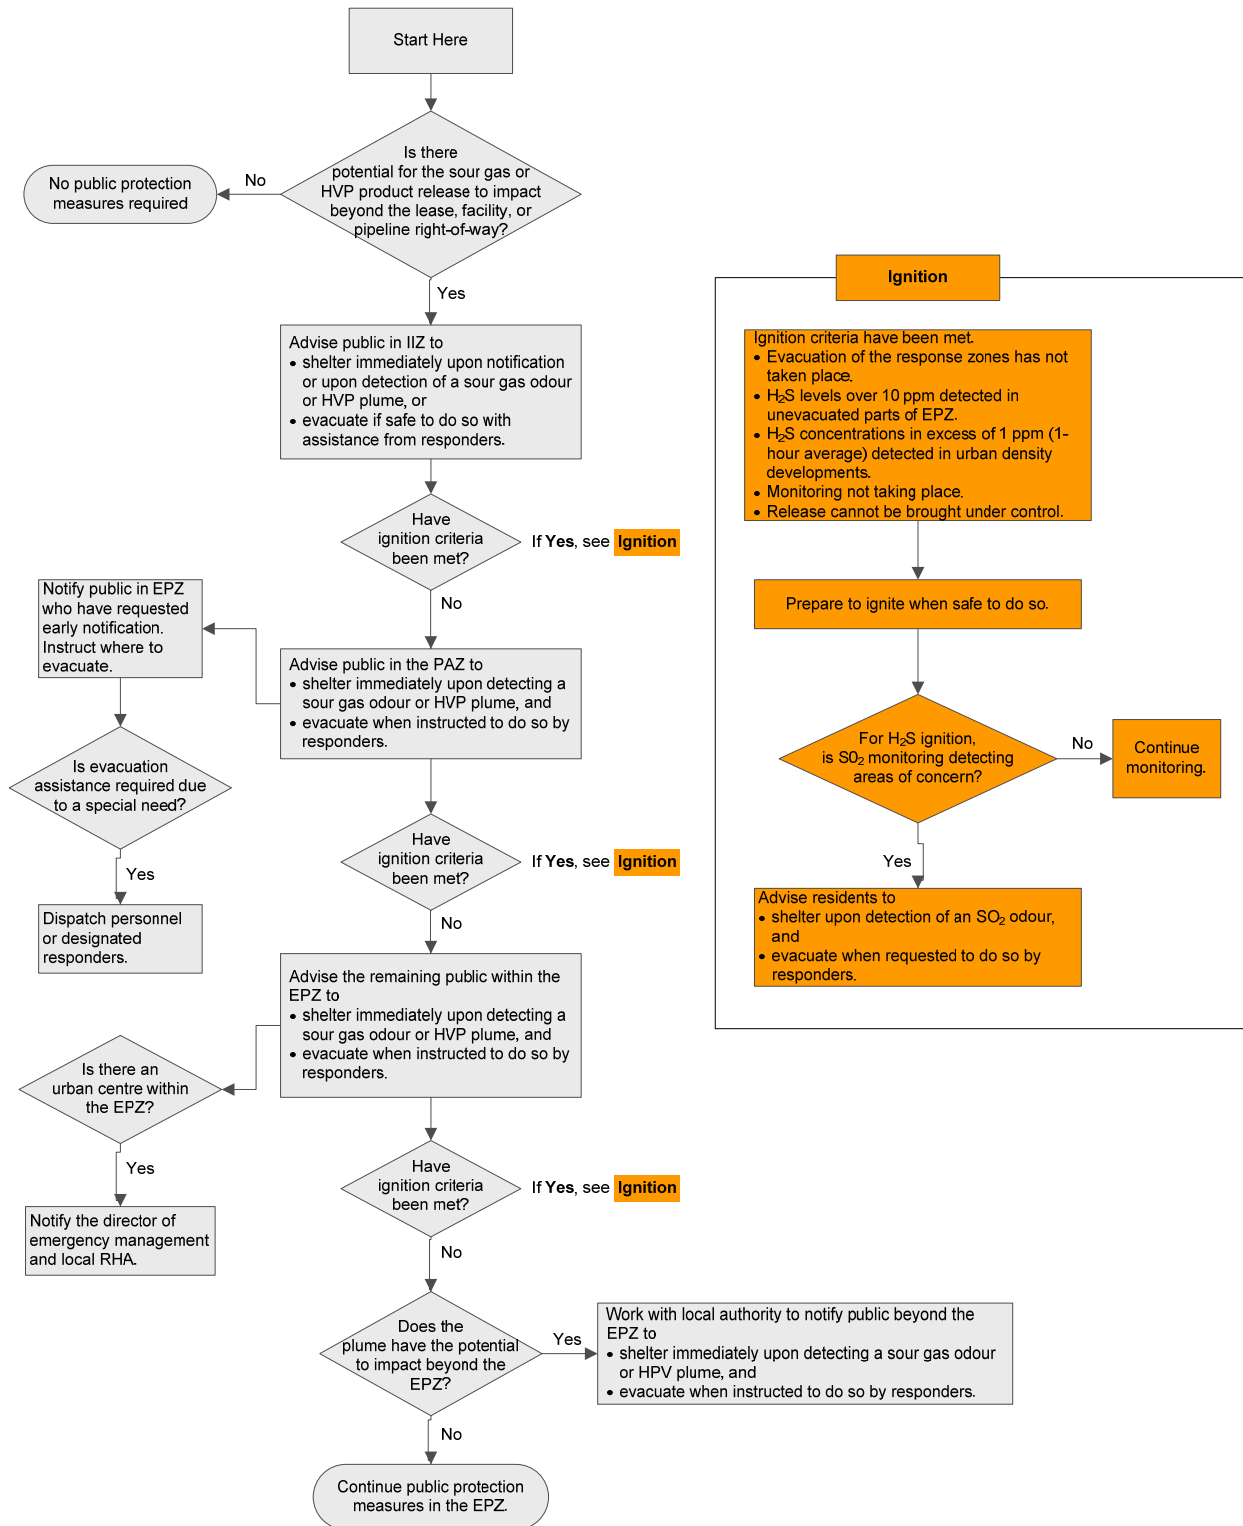 Start Here
Is there
potential for the sour gas or
HVP product release to impact
beyond the lease, facility, or
pipeline right-of-way?
No
No public protection
measures required
Yes
Advise public in IIZ to
• shelter immediately upon notification
or upon detection of a sour gas odour
or HVP plume, or
• evacuate if safe to do so with
assistance from responders.
Have
ignition criteria
been met?
If Yes, see Ignition
No
Advise public in the PAZ to
• shelter immediately upon detecting a
sour gas odour or HVP plume, and
• evacuate when instructed to do so by
responders.
Notify public in EPZ
who have requested
early notification.
Instruct where to
evacuate.
Is evacuation
assistance required due
to a special need?
Yes
Dispatch personnel
or designated
responders.
Have
ignition criteria
been met?
If Yes, see Ignition
No
Advise the remaining public within the
EPZ to
• shelter immediately upon detecting a
sour gas odour or HVP plume, and
• evacuate when instructed to do so by
responders.
Is there an
urban centre within
the EPZ?
Yes
Notify the director of
emergency management
and local RHA.
Have
ignition criteria
been met?
If Yes, see Ignition
No
Does the
plume have the potential
to impact beyond the
EPZ?
Yes
Work with local authority to notify public beyond the
EPZ to
• shelter immediately upon detecting a sour gas odour
or HPV plume, and
• evacuate when instructed to do so by responders.
No
Continue public protection
measures in the EPZ.
Ignition
Ignition criteria have been met.
• Evacuation of the response zones has not
taken place.
• H₂S levels over 10 ppm detected in
unevacuated parts of EPZ.
• H₂S concentrations in excess of 1 ppm (1-
hour average) detected in urban density
developments.
• Monitoring not taking place.
• Release cannot be brought under control.
Prepare to ignite when safe to do so.
For H₂S ignition,
is S0₂ monitoring detecting
areas of concern?
No
Continue
monitoring.
Yes
Advise residents to
• shelter upon detection of an SO₂ odour,
and
• evacuate when requested to do so by
responders.